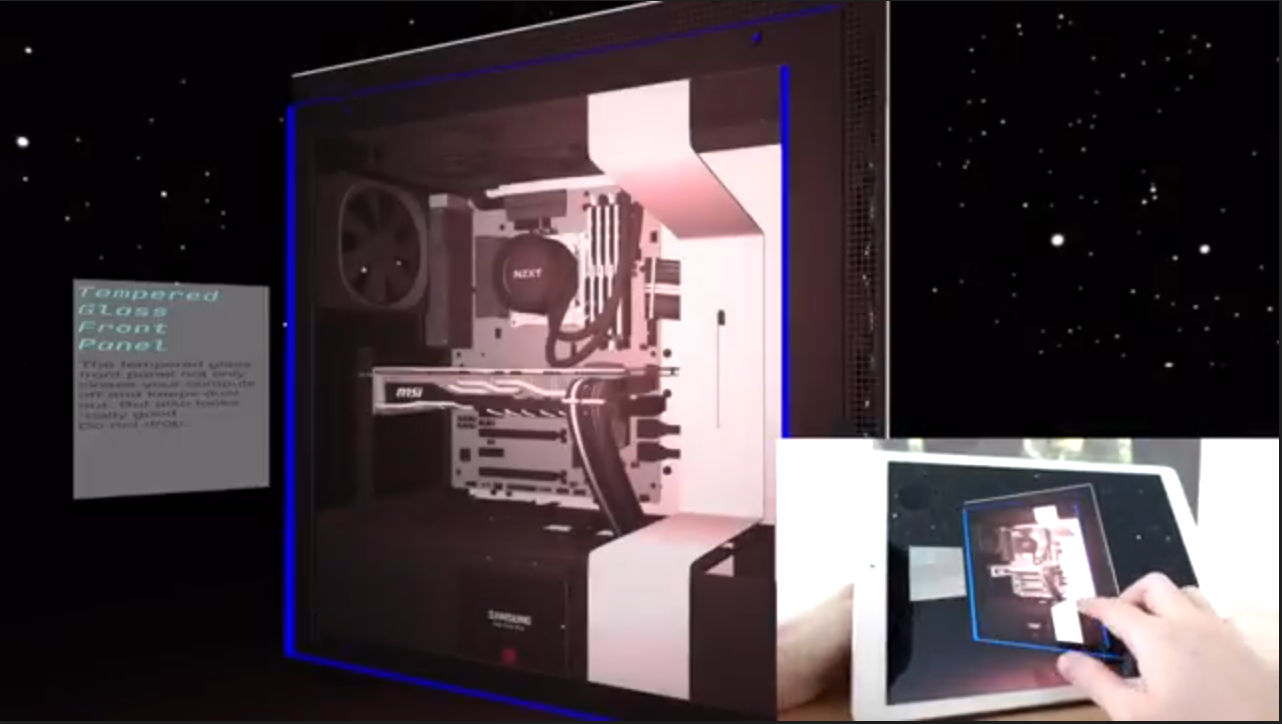 Tempered
Glass
Front
Panel
The tempered glass
front panel not only
closes your compute
off and keeps dust
out. But also looks
really good
Do not drop.
NZXT
msi
SAMSUNG